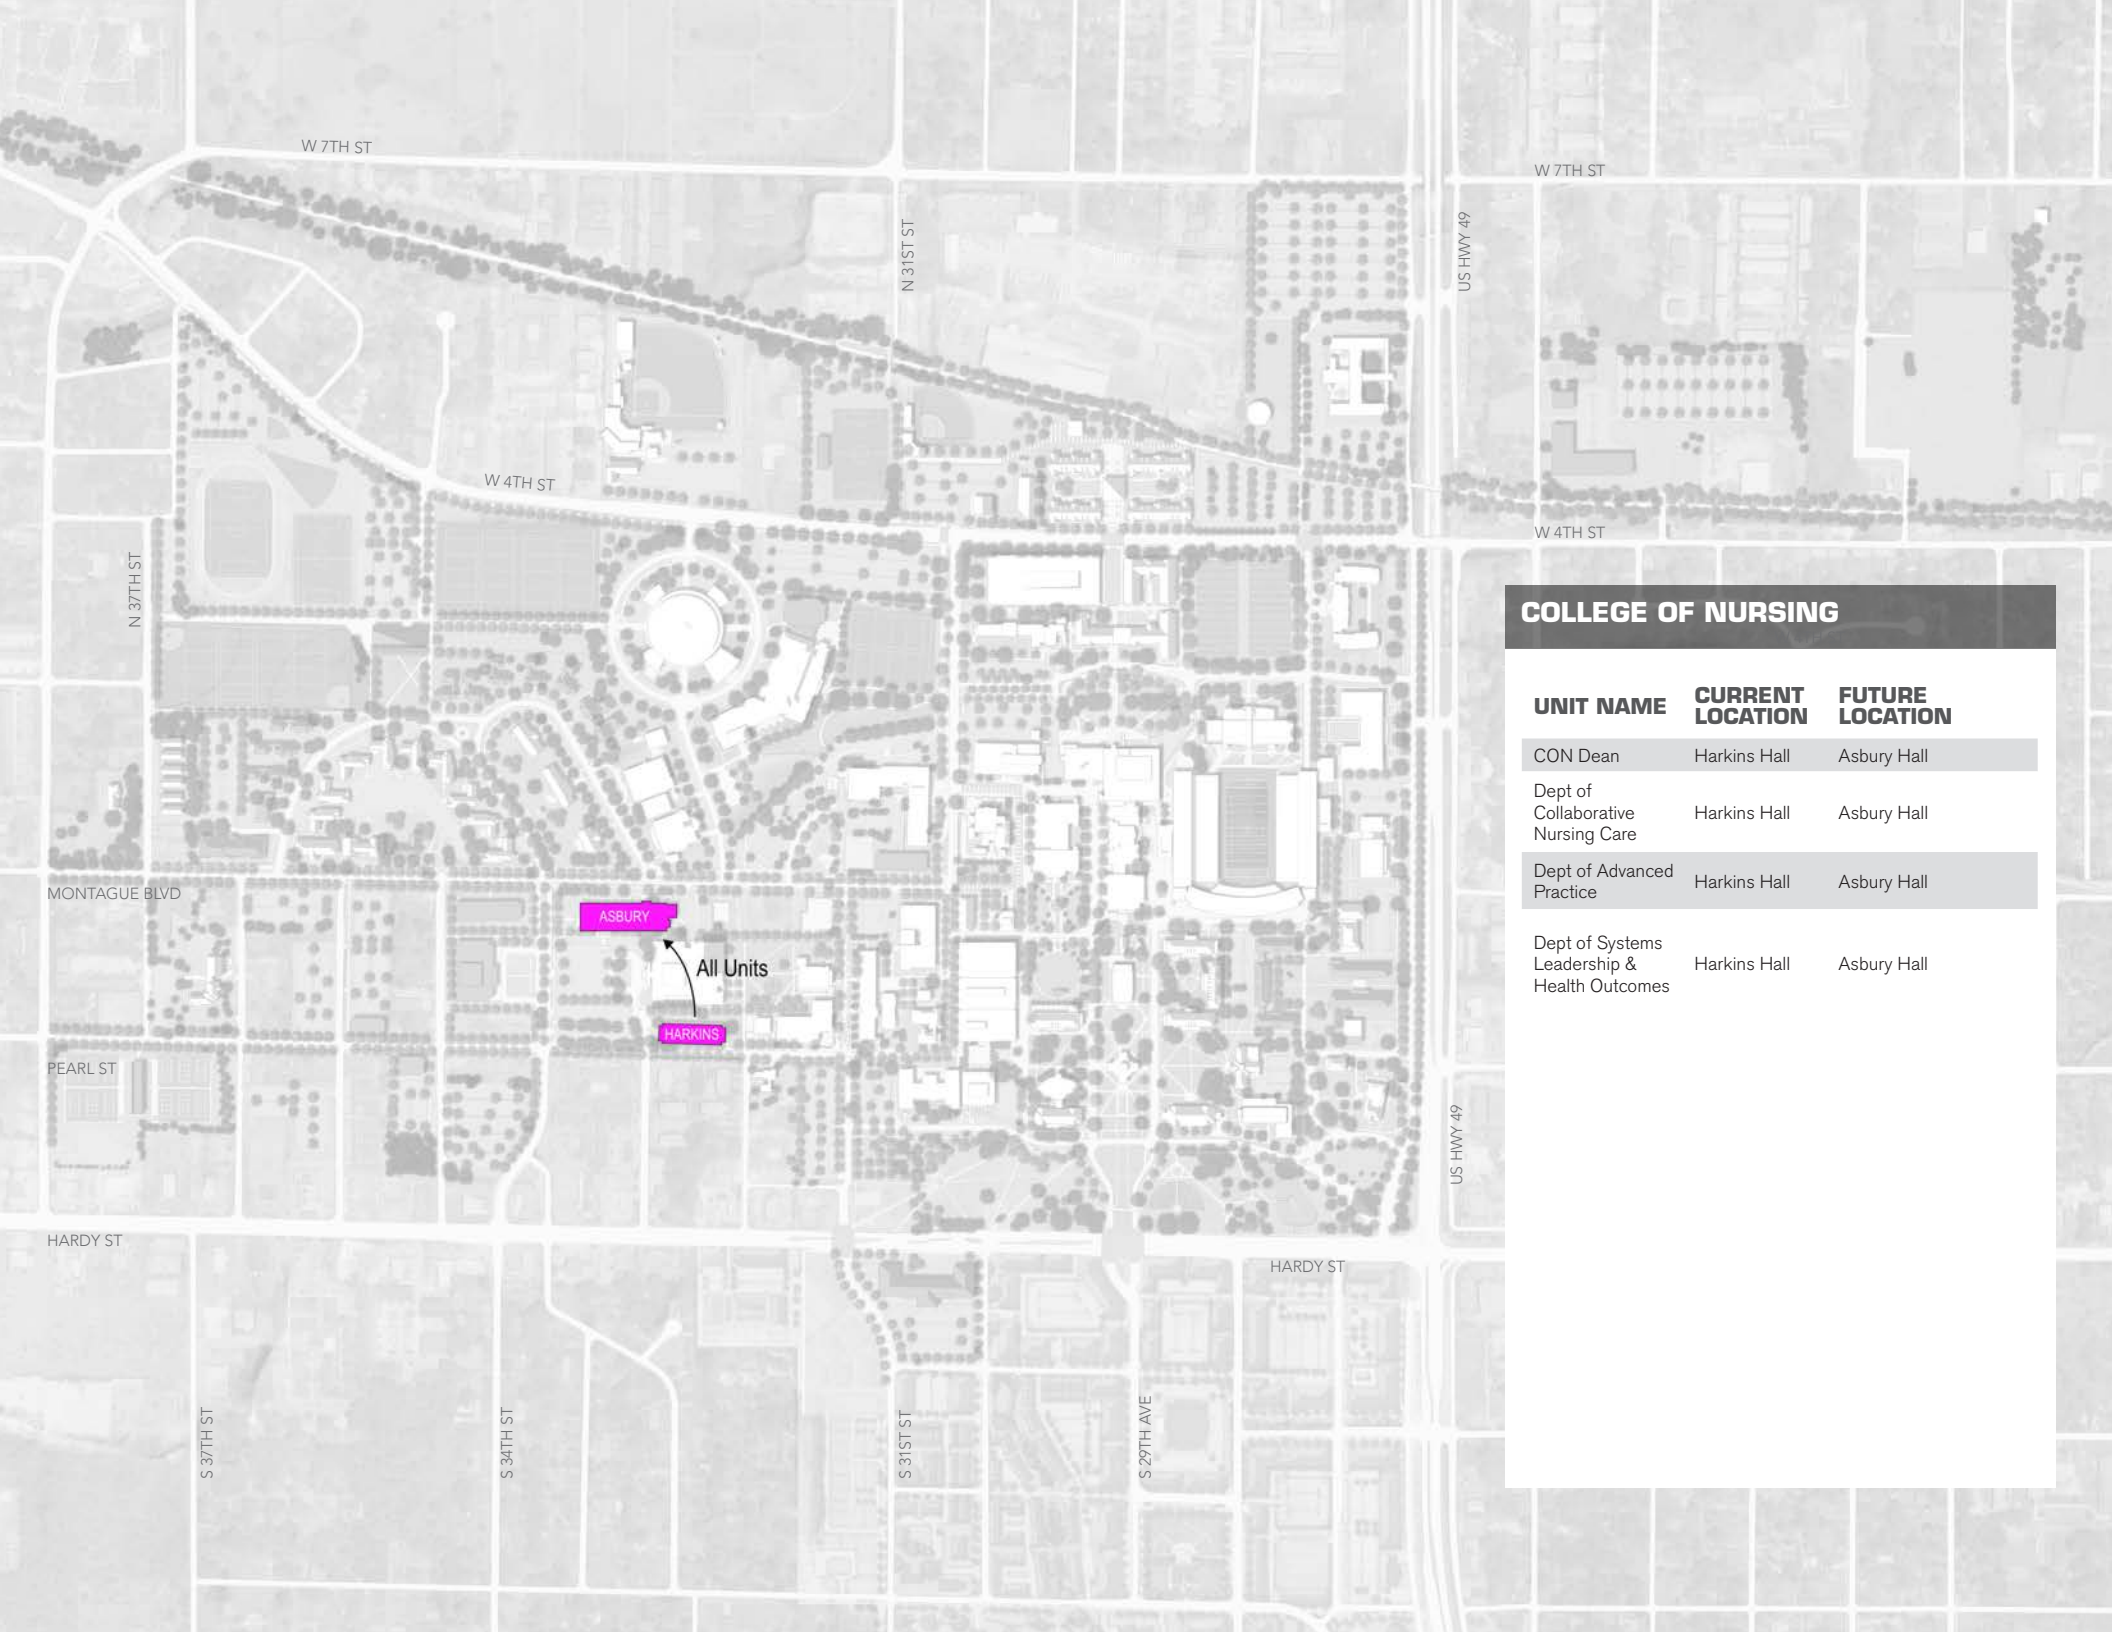 W 7TH ST
W 7TH ST
N 31ST ST
US HWY 49
W 4TH ST
W 4TH ST
N 37TH ST
MONTAGUE BLVD
ASBURY
All Units
HARKINS
PEARL ST
US HWY 49
HARDY ST
HARDY ST
S 37TH ST
S 34TH ST
S 31ST ST
S 29TH AVE
COLLEGE OF NURSING
UNIT NAME
CURRENT
LOCATION
FUTURE
LOCATION
CON Dean Harkins Hall Asbury Hall
Dept of
Collaborative
Nursing Care
Harkins Hall Asbury Hall
Dept of Advanced
Practice
Harkins Hall Asbury Hall
Dept of Systems
Leadership &
Health Outcomes
Harkins Hall Asbury Hall